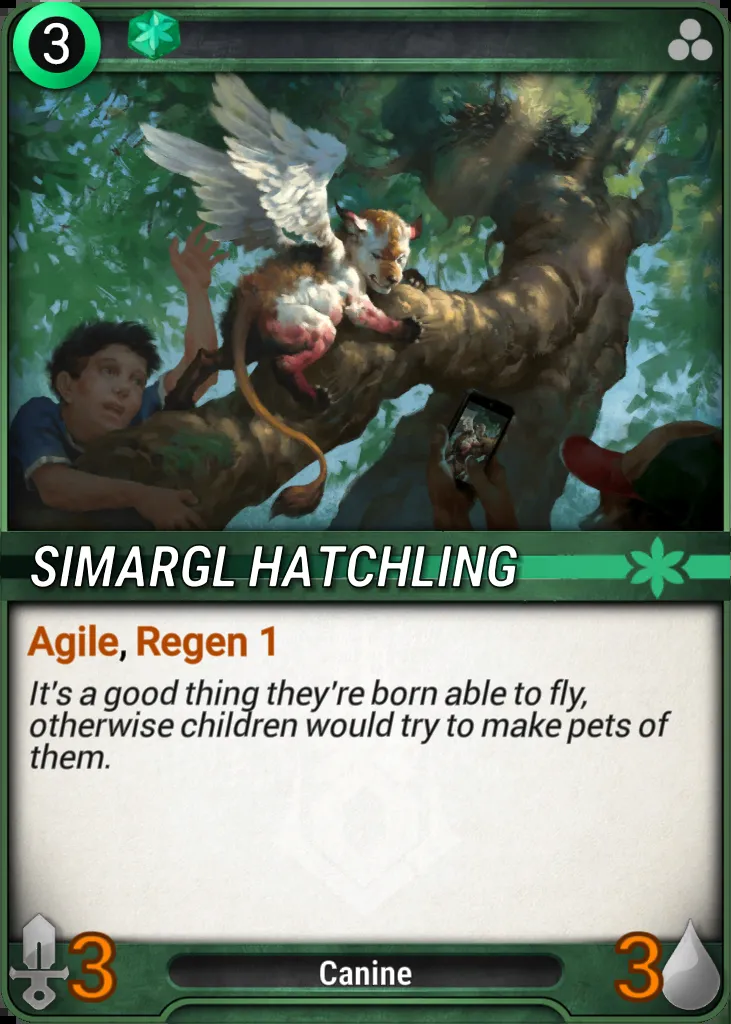 3
SIMARGL HATCHLING
Agile, Regen 1
It's a good thing they're born able to fly,
otherwise children would try to make pets of
them.
3
Canine
3